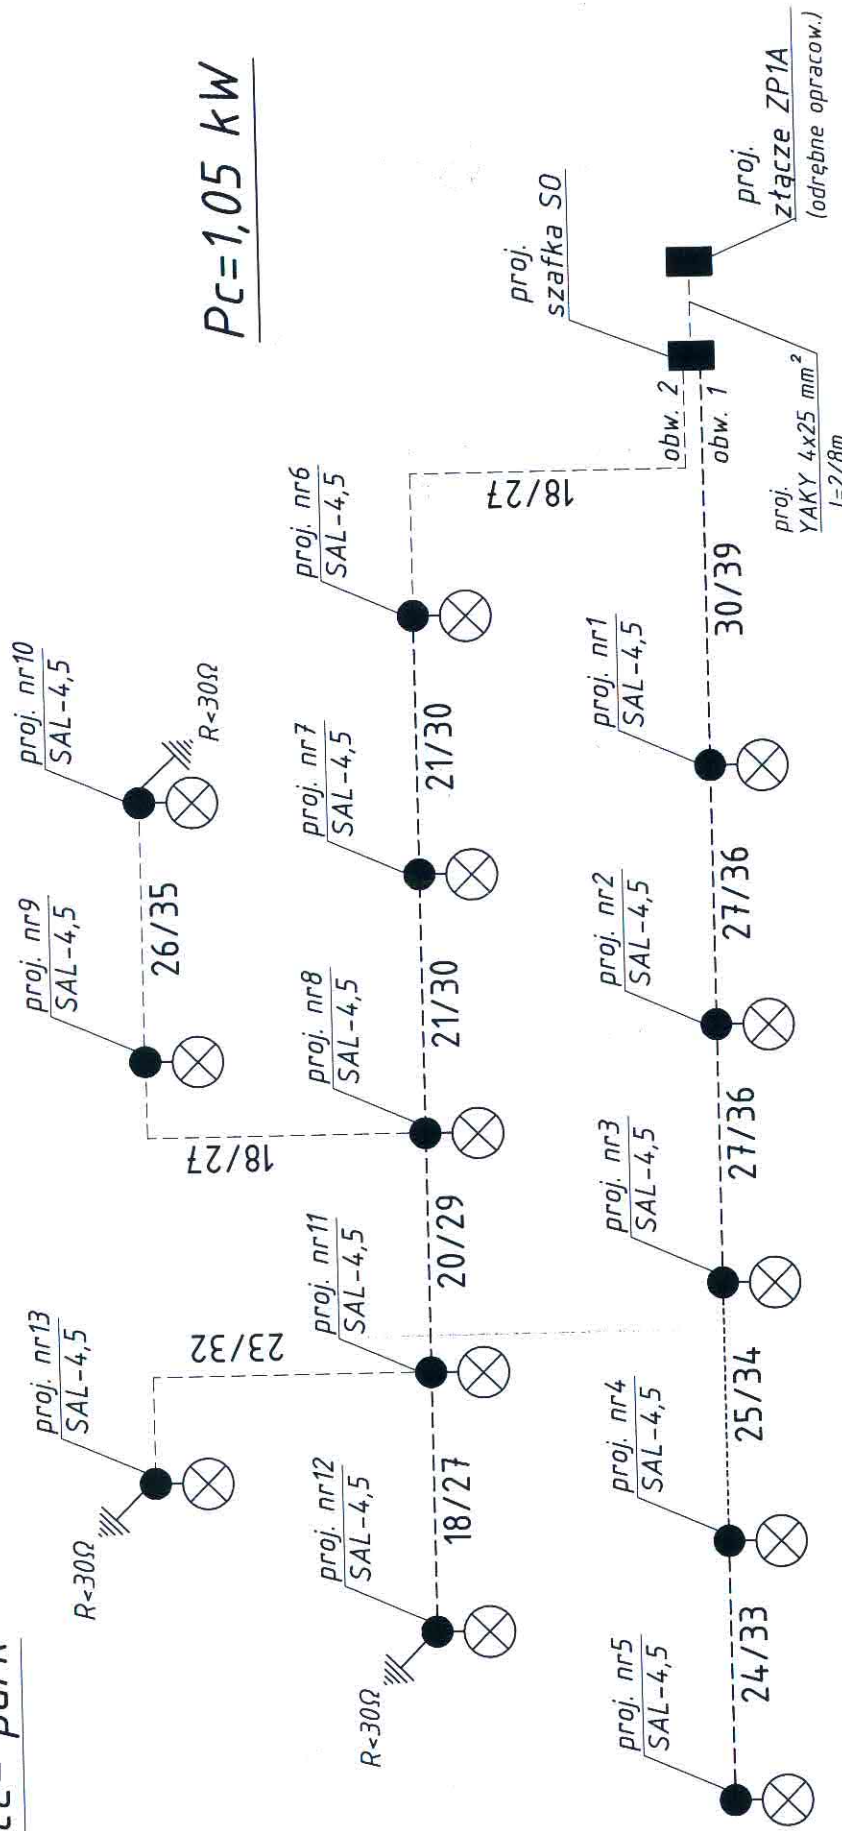 park
Pc=1,05 kW
proj. nr13
SAL-4,5
R<30Ω
23/32
proj. nr9
SAL-4,5
26/35
proj. nr10
SAL-4,5
R<30Ω
18/27
proj. nr12
SAL-4,5
R<30Ω
18/27
proj. nr11
SAL-4,5
20/29
proj. nr8
SAL-4,5
21/30
proj. nr7
SAL-4,5
21/30
proj. nr6
SAL-4,5
18/27
proj. nr5
SAL-4,5
24/33
proj. nr4
SAL-4,5
25/34
proj. nr3
SAL-4,5
27/36
proj. nr2
SAL-4,5
27/36
proj. nr1
SAL-4,5
30/39
obw. 2
obw. 1
proj.
szafka SO
proj.
złącze ZP1A
(odrębne opracow.)
proj.
YAKY 4x25 mm²
l=2/8m